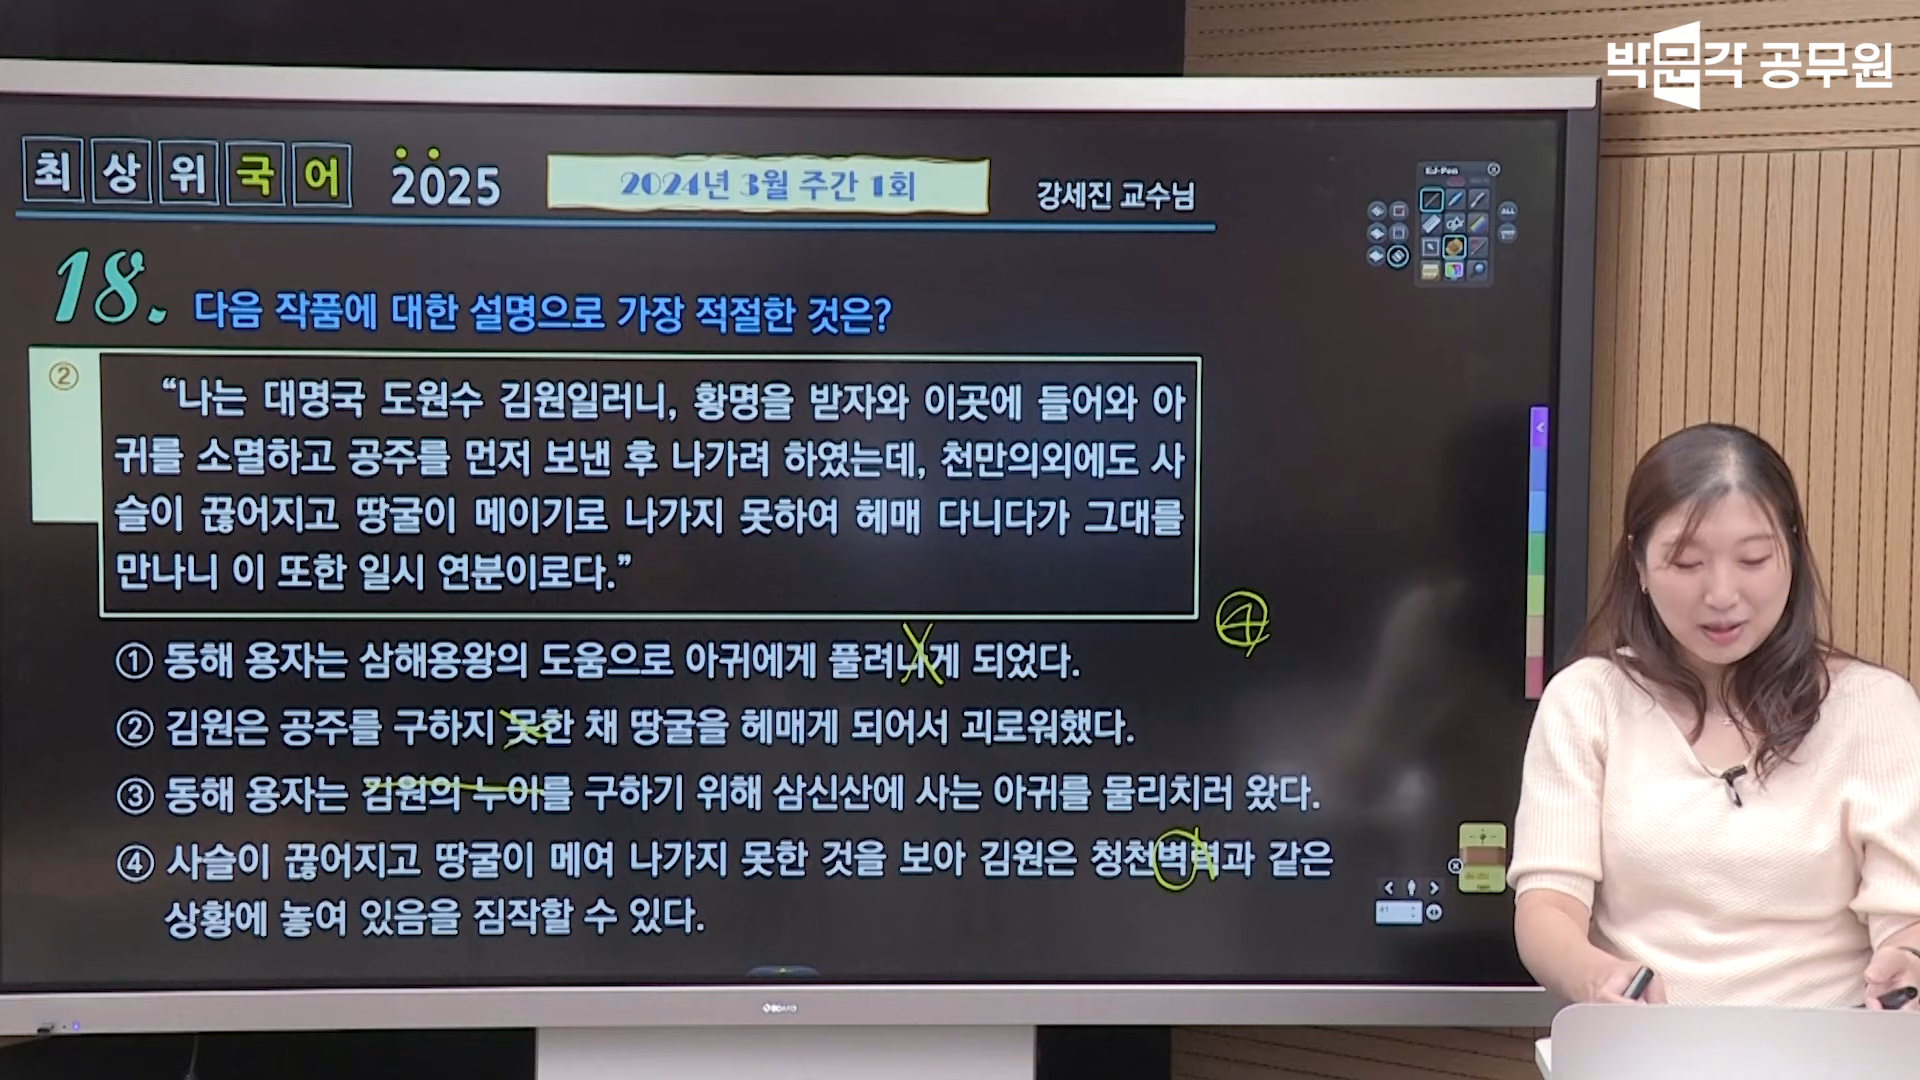 박문각 공무원
최상위국어 2025 2024년 3월 주간 1회 강세진 교수님
18. 다음 작품에 대한 설명으로 가장 적절한 것은?
②
“나는 대명국 도원수 김원일러니, 황명을 받자와 이곳에 들어와 아
귀를 소멸하고 공주를 먼저 보낸 후 나가려 하였는데, 천만의외에도 사
슬이 끊어지고 땅굴이 메이기로 나가지 못하여 헤매 다니다가 그대를
만나니 이 또한 일시 연분이로다.”
④
① 동해 용자는 삼해용왕의 도움으로 아귀에게 풀려나게 되었다.
② 김원은 공주를 구하지 못한 채 땅굴을 헤매게 되어서 괴로워했다.
③ 동해 용자는 김원의 누이를 구하기 위해 삼신산에 사는 아귀를 물리치러 왔다.
④ 사슬이 끊어지고 땅굴이 메여 나가지 못한 것을 보아 김원은 청천벽력과 같은
상황에 놓여 있음을 짐작할 수 있다.